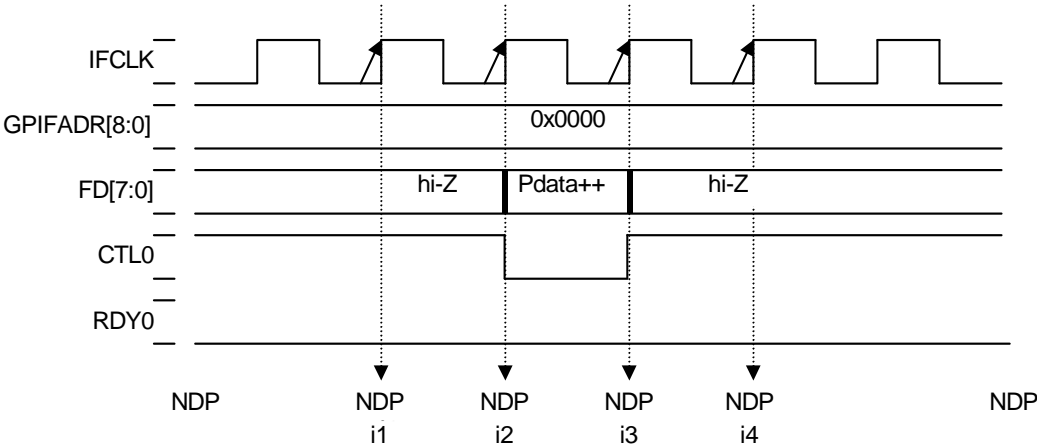 IFCLK
GPIFADR[8:0]
0x0000
FD[7:0]
hi-Z
Pdata++
hi-Z
CTL0
RDY0
NDP NDP NDP NDP NDP NDP
i1 i2 i3 i4